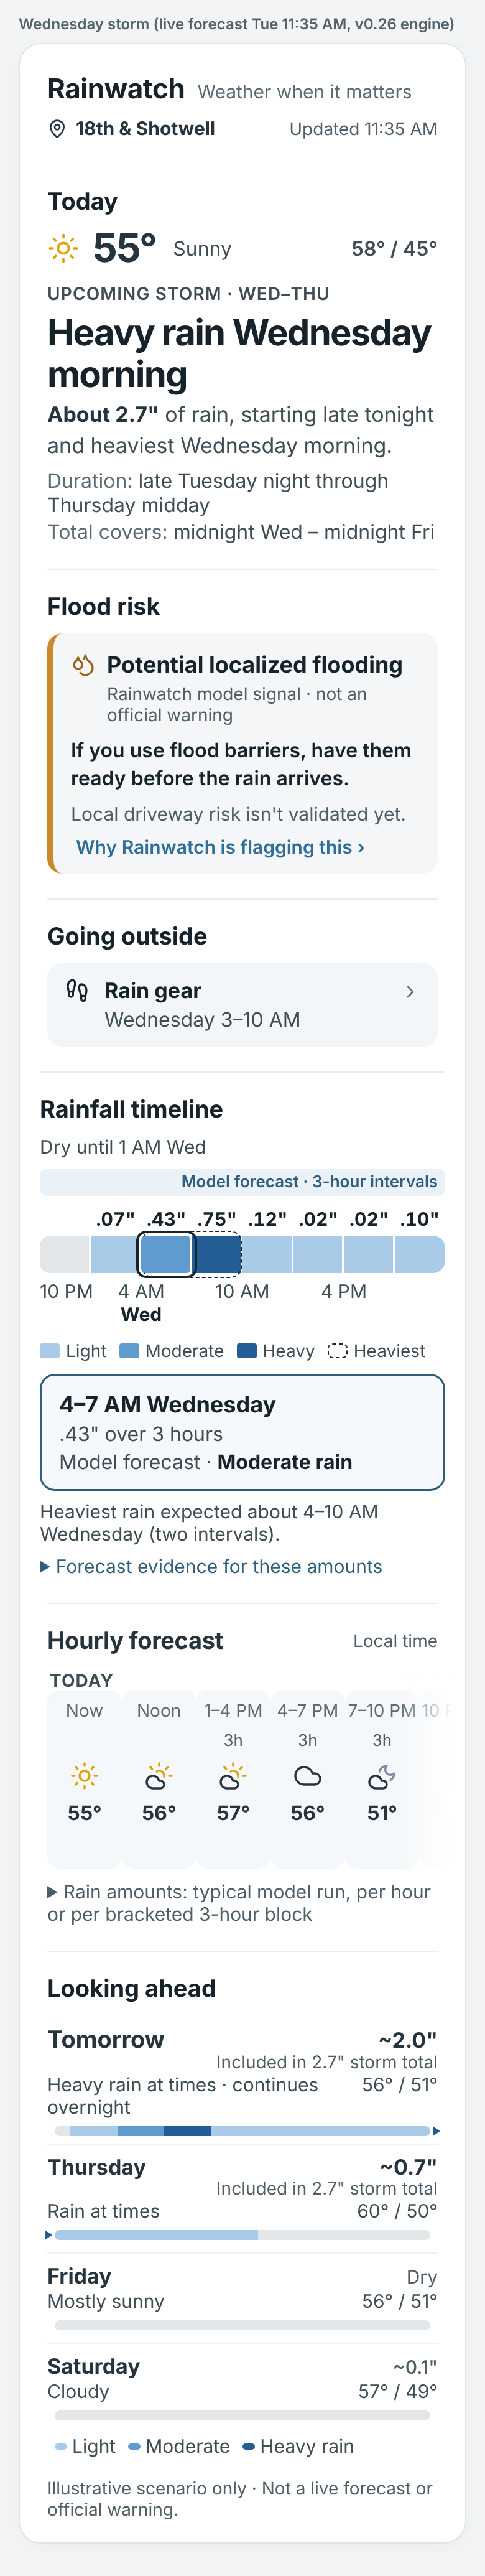 Wednesday storm (live forecast Tue 11:35 AM, v0.26 engine)
Rainwatch Weather when it matters
18th & Shotwell Updated 11:35 AM
Today
55° Sunny 58° / 45°
UPCOMING STORM · WED–THU
Heavy rain Wednesday
morning
About 2.7" of rain, starting late tonight
and heaviest Wednesday morning.
Duration: late Tuesday night through
Thursday midday
Total covers: midnight Wed – midnight Fri
Flood risk
Potential localized flooding
Rainwatch model signal · not an
official warning
If you use flood barriers, have them
ready before the rain arrives.
Local driveway risk isn't validated yet.
Why Rainwatch is flagging this ›
Going outside
Rain gear
Wednesday 3–10 AM
Rainfall timeline
Dry until 1 AM Wed
Model forecast · 3-hour intervals
.07" .43" .75" .12" .02" .02" .10"
10 PM 4 AM 10 AM 4 PM
Wed
Light Moderate Heavy Heaviest
4–7 AM Wednesday
.43" over 3 hours
Model forecast · Moderate rain
Heaviest rain expected about 4–10 AM
Wednesday (two intervals).
Forecast evidence for these amounts
Hourly forecast Local time
TODAY
Now Noon 1–4 PM 4–7 PM 7–10 PM 10
3h 3h 3h
55° 56° 57° 56° 51°
Rain amounts: typical model run, per hour
or per bracketed 3-hour block
Looking ahead
Tomorrow ~2.0"
Included in 2.7" storm total
Heavy rain at times · continues 56° / 51°
overnight
Thursday ~0.7"
Included in 2.7" storm total
Rain at times 60° / 50°
Friday Dry
Mostly sunny 56° / 51°
Saturday ~0.1"
Cloudy 57° / 49°
Light Moderate Heavy rain
Illustrative scenario only · Not a live forecast or
official warning.